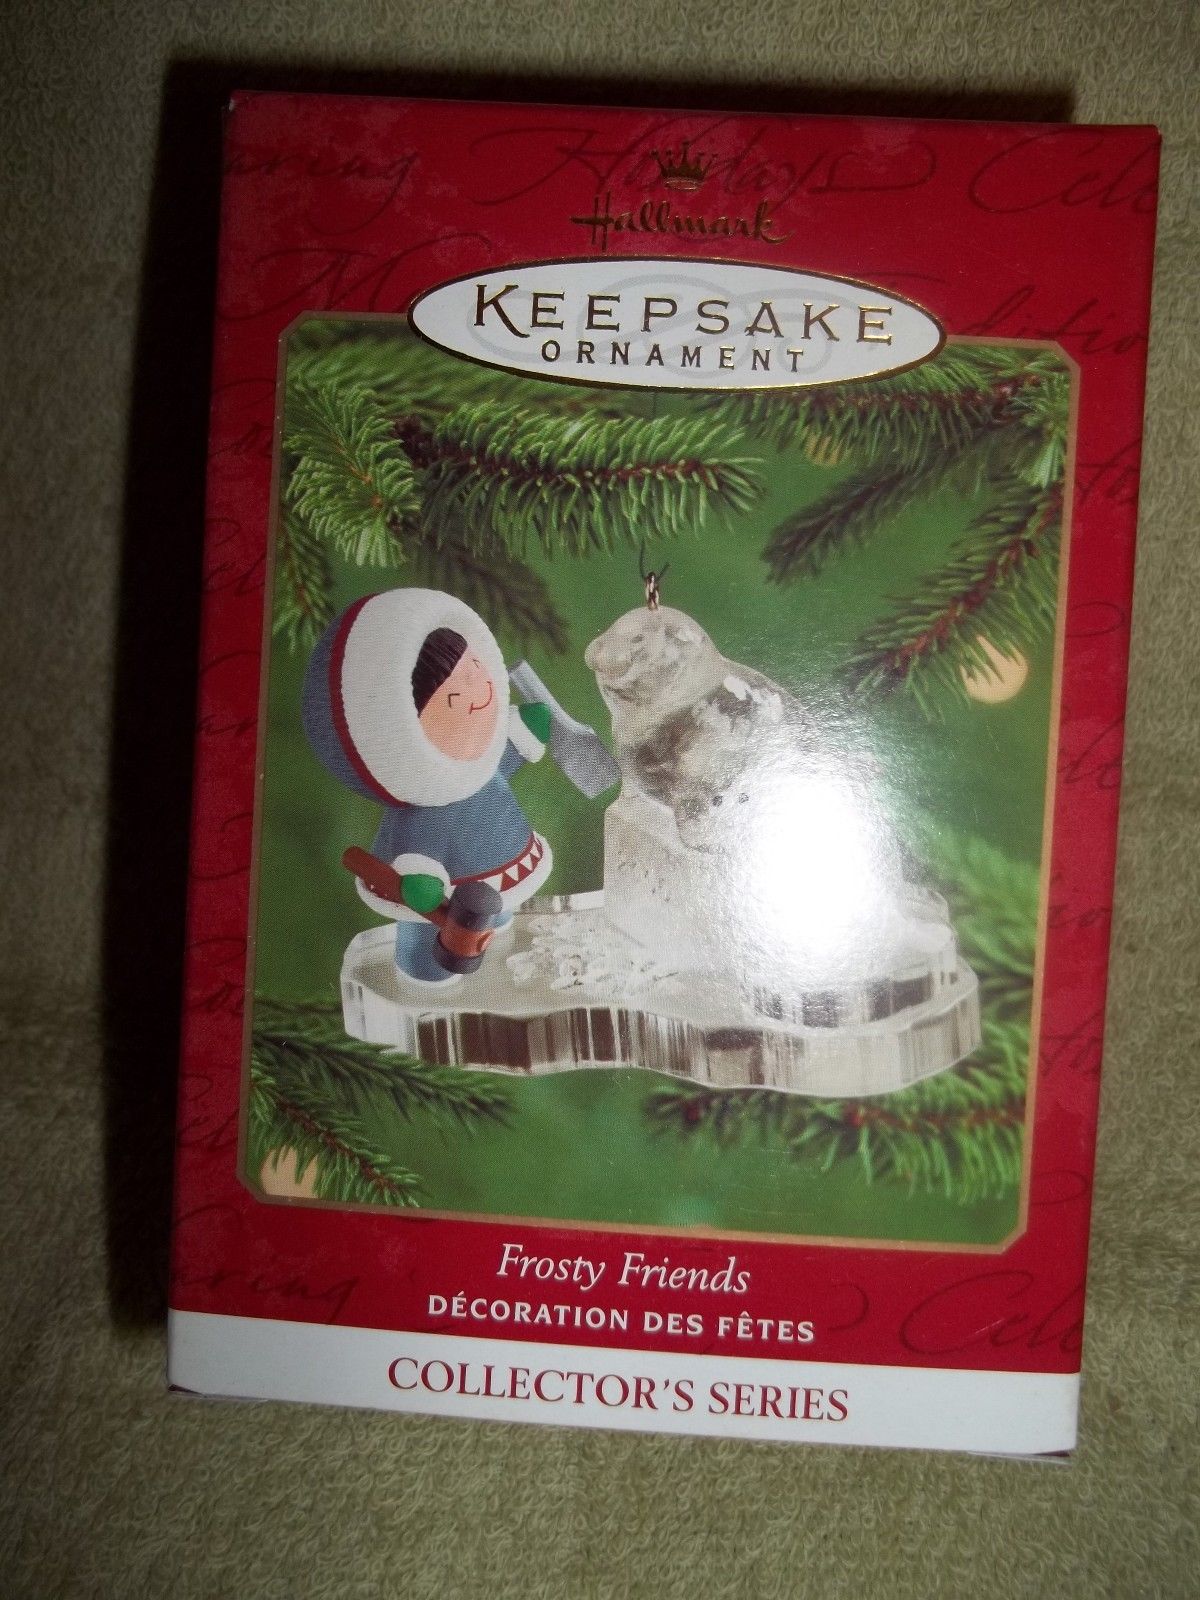 Hallmark
KEEPSAKE
ORNAMENT
Frosty Friends
DÉCORATION DES FÊTES
COLLECTOR'S SERIES